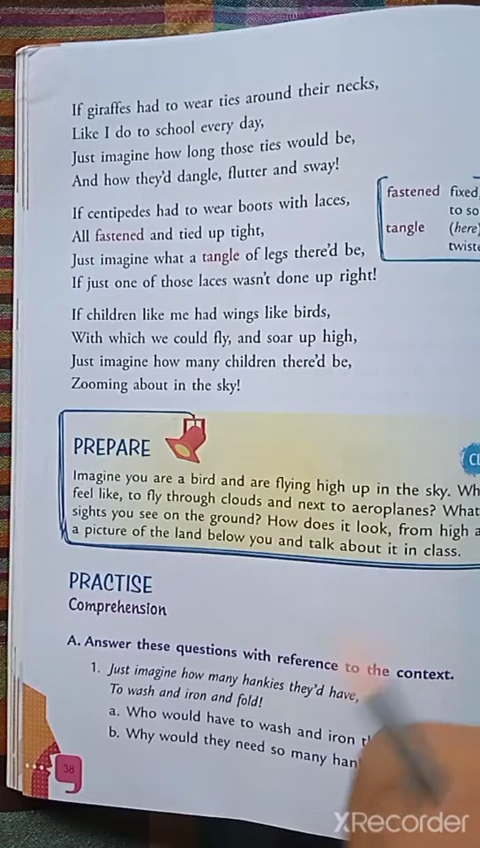 If giraffes had to wear ties around their necks,
Like I do to school every day,
Just imagine how long those ties would be,
And how they'd dangle, flutter and sway!
If centipedes had to wear boots with laces,
All fastened and tied up tight,
Just imagine what a tangle of legs there'd be,
If just one of those laces wasn't done up right!
fastened fixed
to so
tangle (here)
twiste
If children like me had wings like birds,
With which we could fly, and soar up high,
Just imagine how many children there'd be,
Zooming about in the sky!
PREPARE
Imagine you are a bird and are flying high up in the sky. Wh
feel like, to fly through clouds and next to aeroplanes? What
sights you see on the ground? How does it look, from high a
a picture of the land below you and talk about it in class.
PRACTISE
Comprehension
A. Answer these questions with reference to the context.
1. Just imagine how many hankies they'd have,
To wash and iron and fold!
a. Who would have to wash and iron
b. Why would they need so many han
38
XRecorder